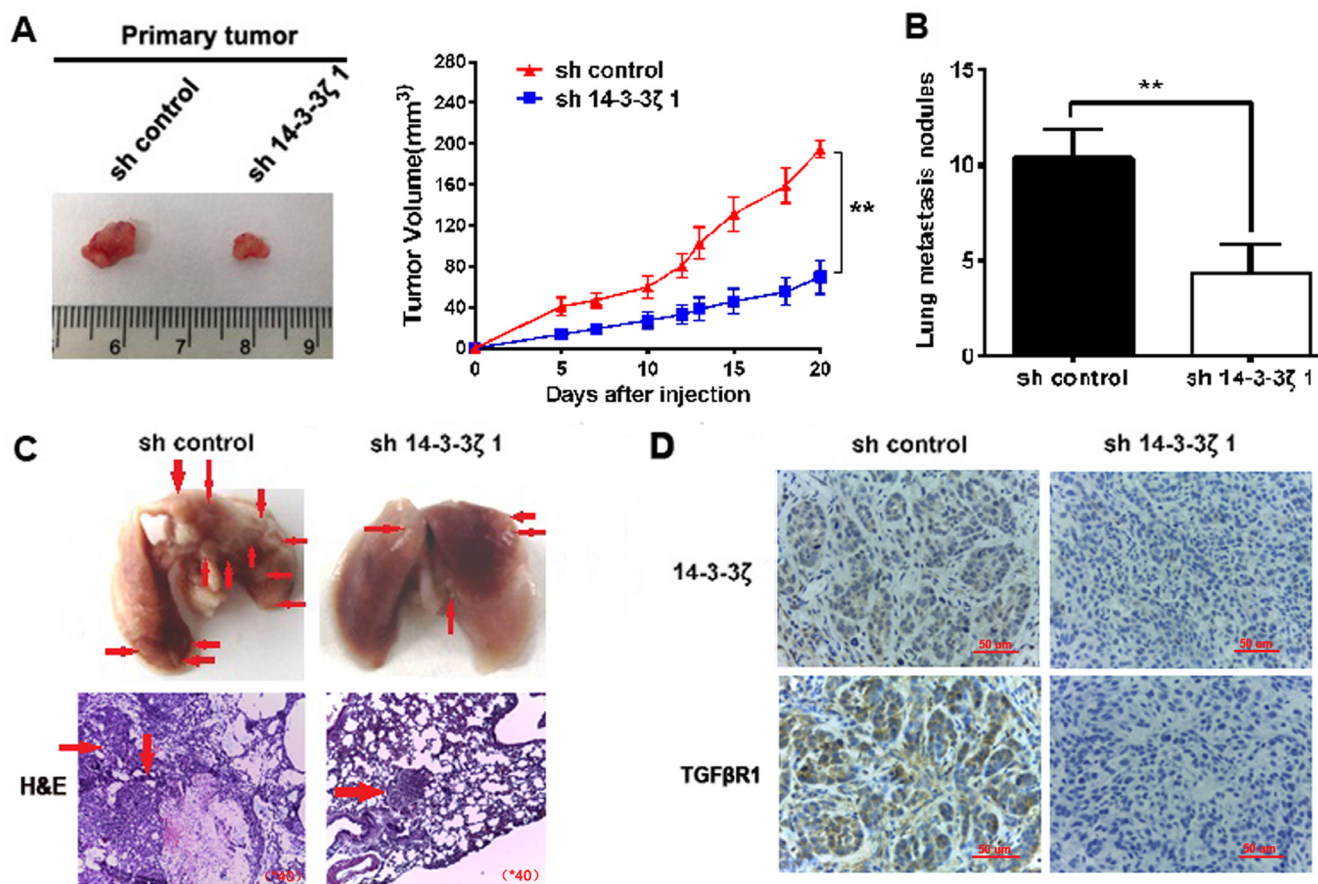 A
Primary tumor
sh control
sh 14-3-3ζ 1
6 7 8 9
Tumor Volume(mm3)
280
240
200
160
120
80
40
0
sh control
sh 14-3-3ζ 1
**
0 5 10 15 20
Days after injection
B
Lung metastasis nodules
15
10
5
0
**
sh control sh 14-3-3ζ 1
C
sh control sh 14-3-3ζ 1
H&E
(*40) (*40)
D
sh control sh 14-3-3ζ 1
14-3-3ζ
50 um 50 um
TGFβR1
50 um 50 um